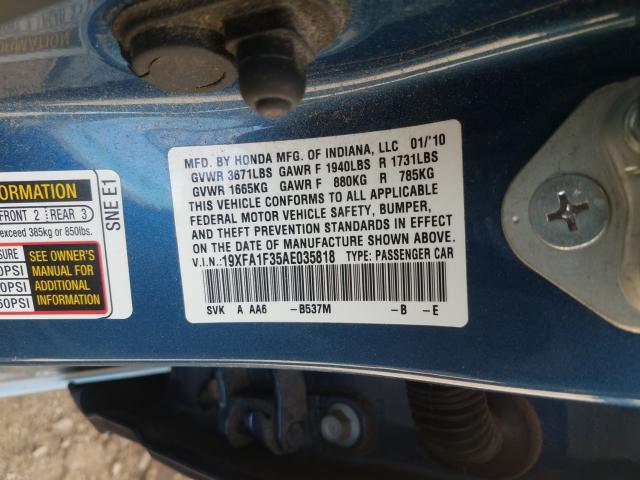 MFD. BY HONDA MFG. OF INDIANA, LLC 01/'10
GVWR 3671LBS GAWR F 1940LBS R 1731LBS
GVWR 1665KG GAWR F 880KG R 785KG
THIS VEHICLE CONFORMS TO ALL APPLICABLE
FEDERAL MOTOR VEHICLE SAFETY, BUMPER,
AND THEFT PREVENTION STANDARDS IN EFFECT
ON THE DATE OF MANUFACTURE SHOWN ABOVE.
V.I.N.:19XFA1F35AE035818 TYPE: PASSENGER CAR
SVK A AA6 -B537M -B -E
FRONT 2 REAR 3
exceed 385kg or 850lbs.
SEE OWNER'S
MANUAL FOR
ADDITIONAL
INFORMATION
SNE E1